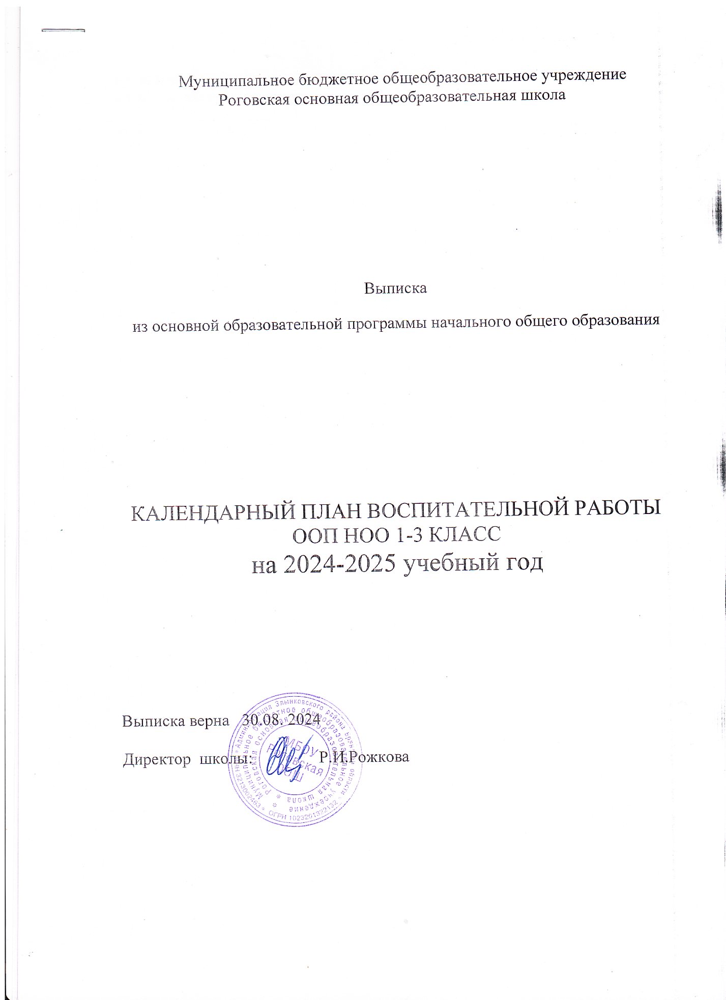 Муниципальное бюджетное общеобразовательное учреждение
Роговская основная общеобразовательная школа
Выписка
из основной образовательной программы начального общего образования
КАЛЕНДАРНЫЙ ПЛАН ВОСПИТАТЕЛЬНОЙ РАБОТЫ
ООП НОО 1-3 КЛАСС
на 2024-2025 учебный год
Выписка верна 30.08. 2024
Директор школы: Р.И.Рожкова
* Администрация Злынковского района Брянской области * ИНН 3213002463 * ОГРН 1023201322132
Муниципальное бюджетное общеобразовательное учреждение *
Роговская основная общеобразовательная школа *
МБОУ
Роговская
ООШ